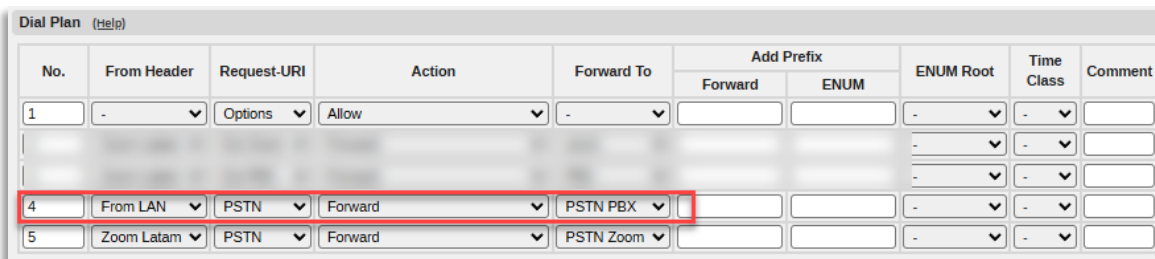 Dial Plan (Help)
No. From Header Request-URI Action Forward To Add Prefix ENUM Root Time Class Comment
Forward ENUM
1 - Options Allow - - -
- -
- -
4 From LAN PSTN Forward PSTN PBX - -
5 Zoom Latam PSTN Forward PSTN Zoom - -